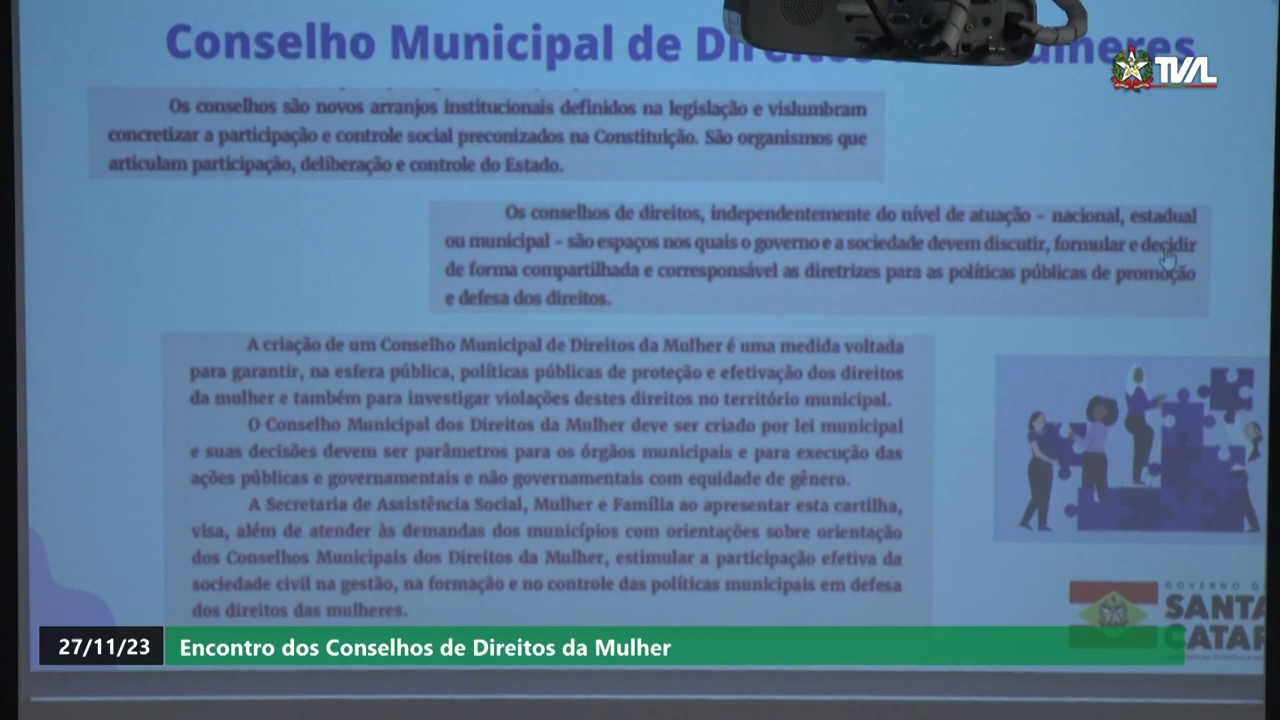 Conselho Municipal de
TVAL
Os conselhos são novos arranjos institucionais definidos na legislação e vislumbram
concretizar a participação e controle social preconizados na Constituição. São organismos que
articulam participação, deliberação e controle do Estado.
Os conselhos de direitos, independentemente do nível de atuação – nacional, estadual
ou municipal – são espaços nos quais o governo e a sociedade devem discutir, formular e decidir
de forma compartilhada e corresponsável as diretrizes para as políticas públicas de promoção
e defesa dos direitos.
A criação de um Conselho Municipal de Direitos da Mulher é uma medida voltada
para garantir, na esfera pública, políticas públicas de proteção e efetivação dos direitos
da mulher e também para investigar violações destes direitos no território municipal.
O Conselho Municipal dos Direitos da Mulher deve ser criado por lei municipal
e suas decisões devem ser parâmetros para os órgãos municipais e para execução das
ações públicas e governamentais e não governamentais com equidade de gênero.
A Secretaria de Assistência Social, Mulher e Família ao apresentar esta cartilha,
visa, além de atender às demandas dos municípios com orientações sobre orientação
dos Conselhos Municipais dos Direitos da Mulher, estimular a participação efetiva da
sociedade civil na gestão, na formação e no controle das políticas municipais em defesa
dos direitos das mulheres.
GOVERNO
SANTA
CATAR
27/11/23 Encontro dos Conselhos de Direitos da Mulher